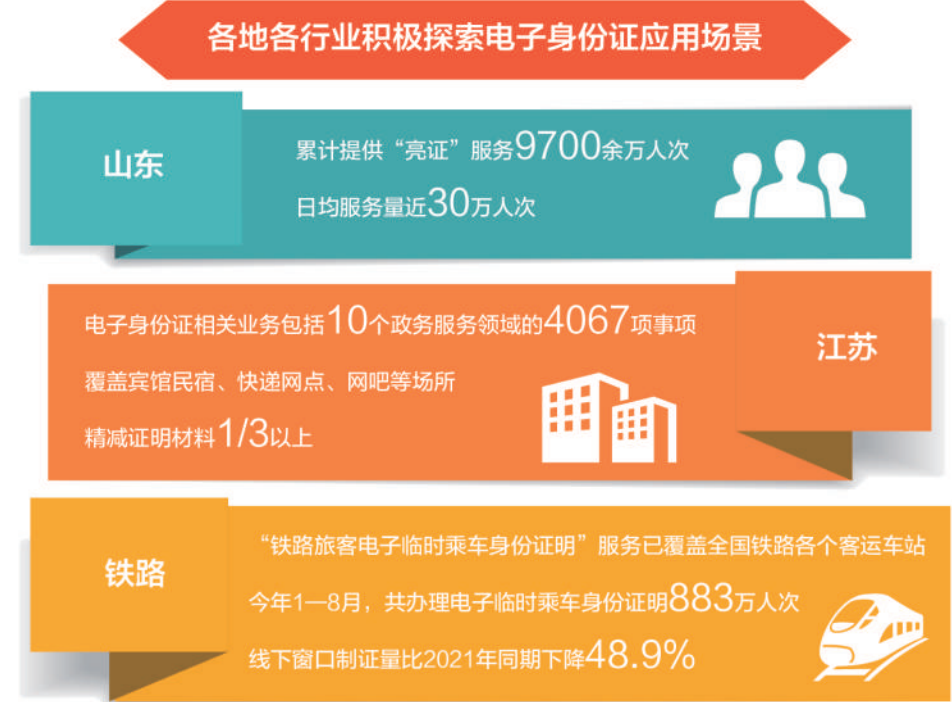 各地各行业积极探索电子身份证应用场景
山东
累计提供“亮证”服务9700余万人次
日均服务量近30万人次
电子身份证相关业务包括10个政务服务领域的4067项事项
覆盖宾馆民宿、快递网点、网吧等场所
精减证明材料1/3以上
江苏
铁路
“铁路旅客电子临时乘车身份证明”服务已覆盖全国铁路各个客运车站
今年1—8月，共办理电子临时乘车身份证明883万人次
线下窗口制证量比2021年同期下降48.9%